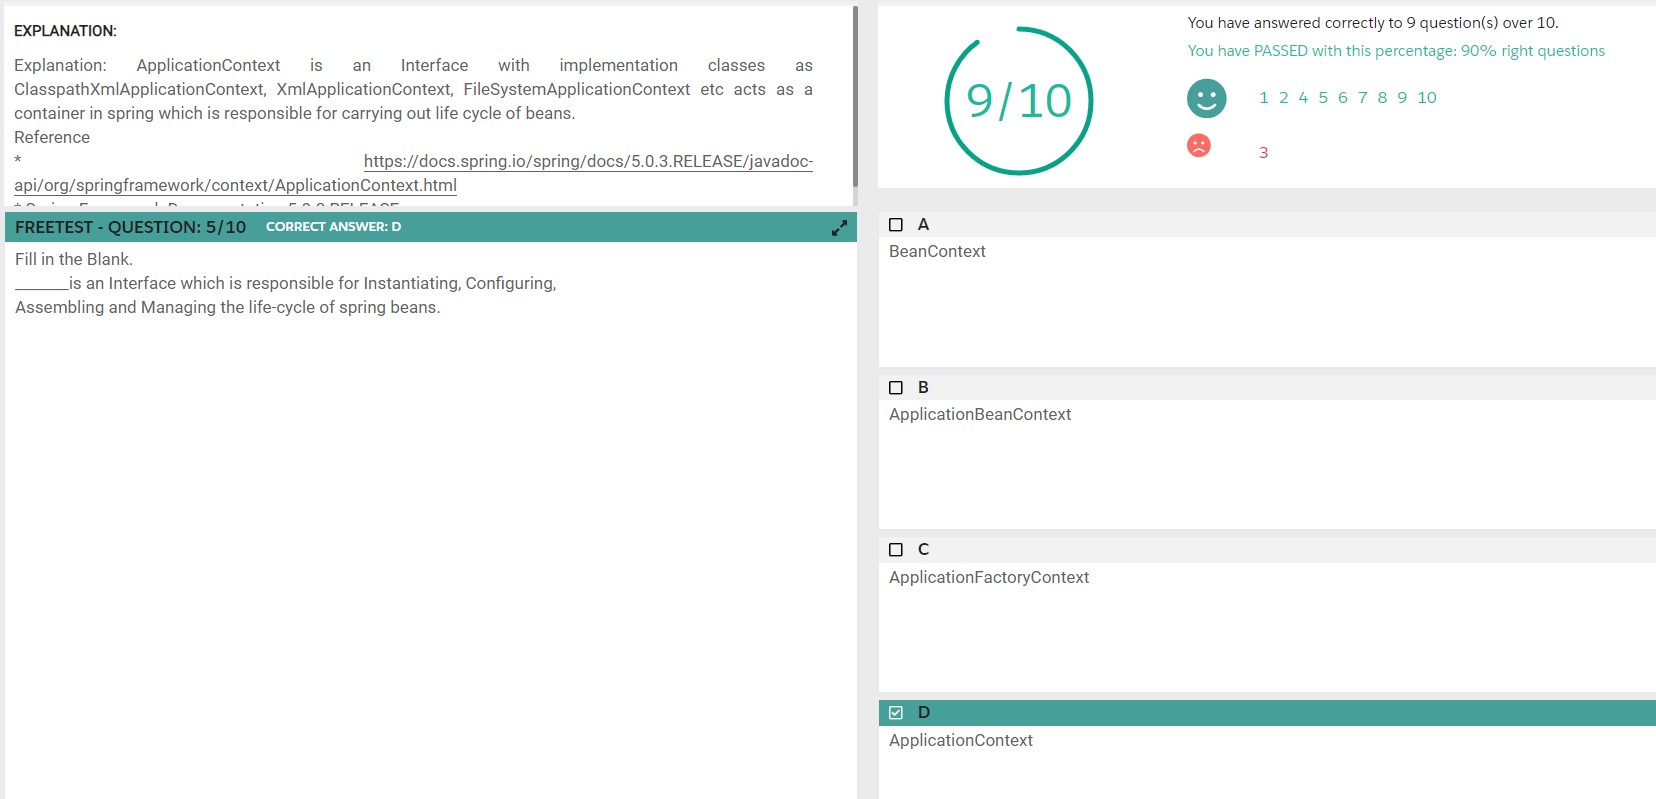 EXPLANATION:
Explanation: ApplicationContext is an Interface with implementation classes as
ClasspathXmlApplicationContext, XmlApplicationContext, FileSystemApplicationContext etc acts as a
container in spring which is responsible for carrying out life cycle of beans.
Reference
* https://docs.spring.io/spring/docs/5.0.3.RELEASE/javadoc-
api/org/springframework/context/ApplicationContext.html
FREETEST - QUESTION: 5/10 CORRECT ANSWER: D
Fill in the Blank.
______is an Interface which is responsible for Instantiating, Configuring,
Assembling and Managing the life-cycle of spring beans.
9/10
You have answered correctly to 9 question(s) over 10.
You have PASSED with this percentage: 90% right questions
1 2 4 5 6 7 8 9 10
3
A
BeanContext
B
ApplicationBeanContext
C
ApplicationFactoryContext
D
ApplicationContext